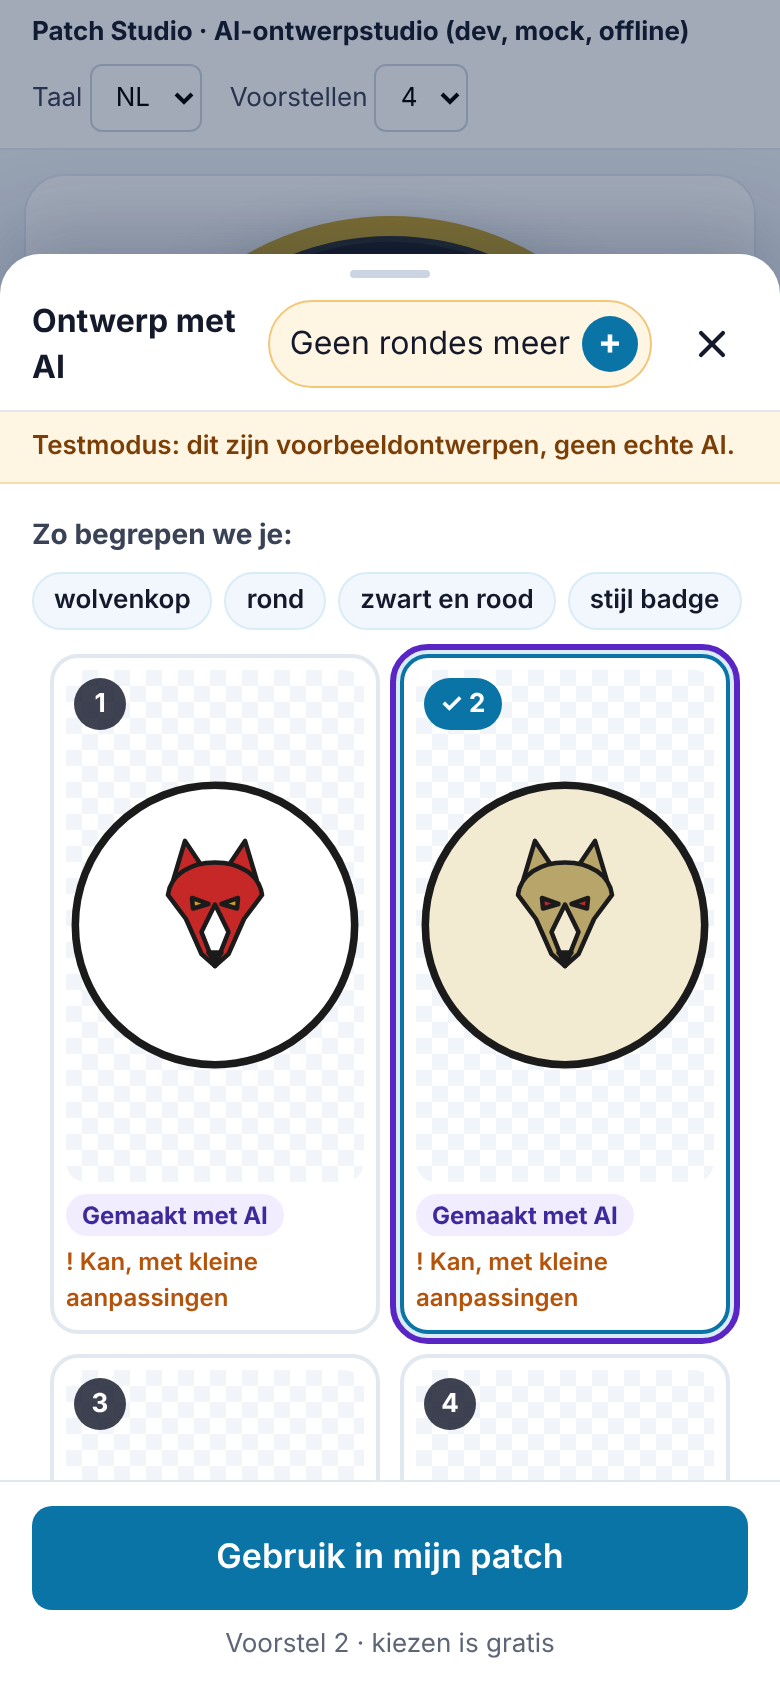 Patch Studio · AI-ontwerpstudio (dev, mock, offline)
Taal NL Voorstellen 4
Ontwerp met AI
Geen rondes meer +
Testmodus: dit zijn voorbeeldontwerpen, geen echte AI.
Zo begrepen we je:
wolvenkop rond zwart en rood stijl badge
1
✓ 2
Gemaakt met AI
! Kan, met kleine
aanpassingen
Gemaakt met AI
! Kan, met kleine
aanpassingen
3
4
Gebruik in mijn patch
Voorstel 2 · kiezen is gratis